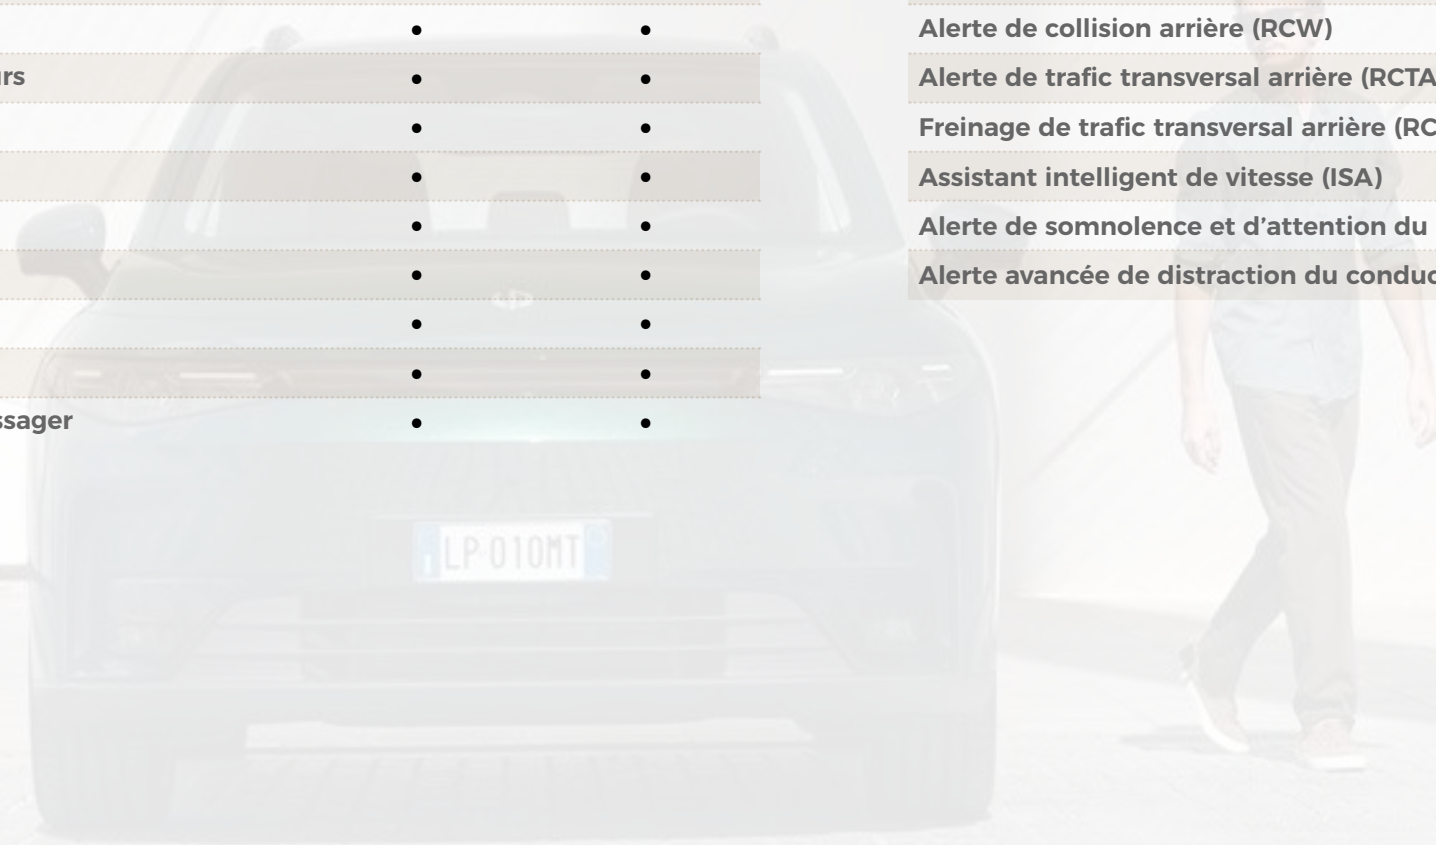 • •
urs • •
• •
• •
• •
• •
• •
• •
ssager • •
Alerte de collision arrière (RCW)
Alerte de trafic transversal arrière (RCTA
Freinage de trafic transversal arrière (RC
Assistant intelligent de vitesse (ISA)
Alerte de somnolence et d’attention du
Alerte avancée de distraction du conduc
LP 010MT